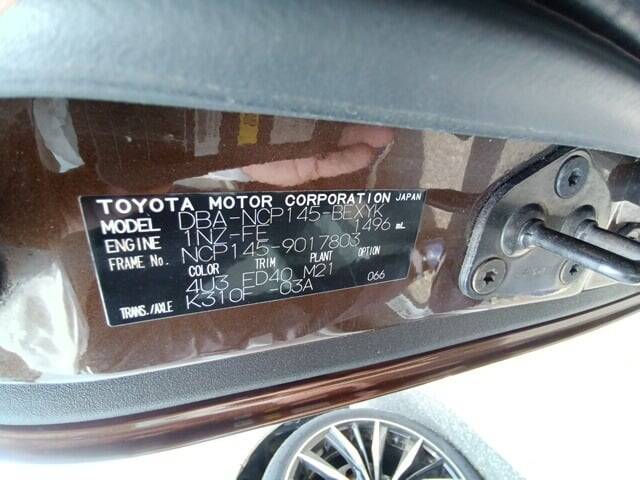 TOYOTA MOTOR CORPORATION JAPAN
MODEL DBA-NCP145-BEXYK
ENGINE 1NZ-FE 1496 mL
FRAME No. NCP145-9017803
COLOR TRIM PLANT OPTION
4U3 ED40 M21 066
TRANS./AXLE K310F -03A